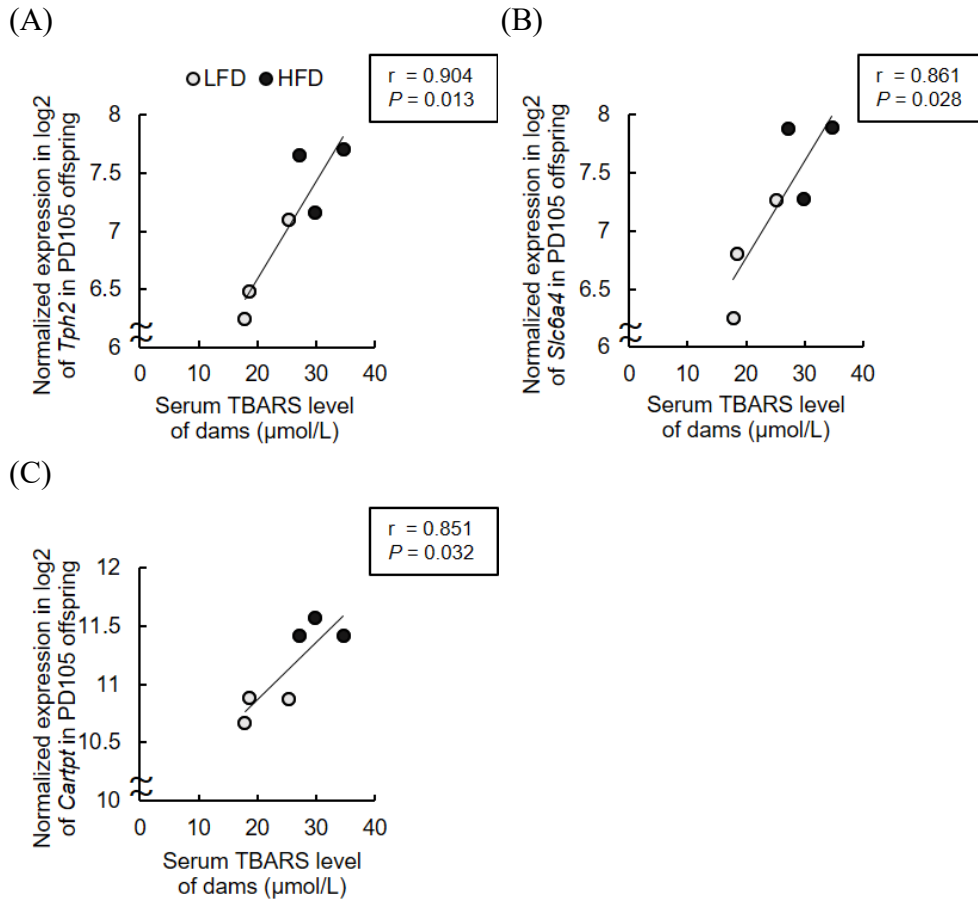 (A)
LFD HFD
r = 0.904
P = 0.013
Normalized expression in log2
of Tph2 in PD105 offspring
8
7.5
7
6.5
6
0 10 20 30 40
Serum TBARS level
of dams (μmol/L)
(B)
r = 0.861
P = 0.028
Normalized expression in log2
of Slc6a4 in PD105 offspring
8
7.5
7
6.5
6
0 10 20 30 40
Serum TBARS level
of dams (μmol/L)
(C)
r = 0.851
P = 0.032
Normalized expression in log2
of Cartpt in PD105 offspring
12
11.5
11
10.5
10
0 10 20 30 40
Serum TBARS level
of dams (μmol/L)